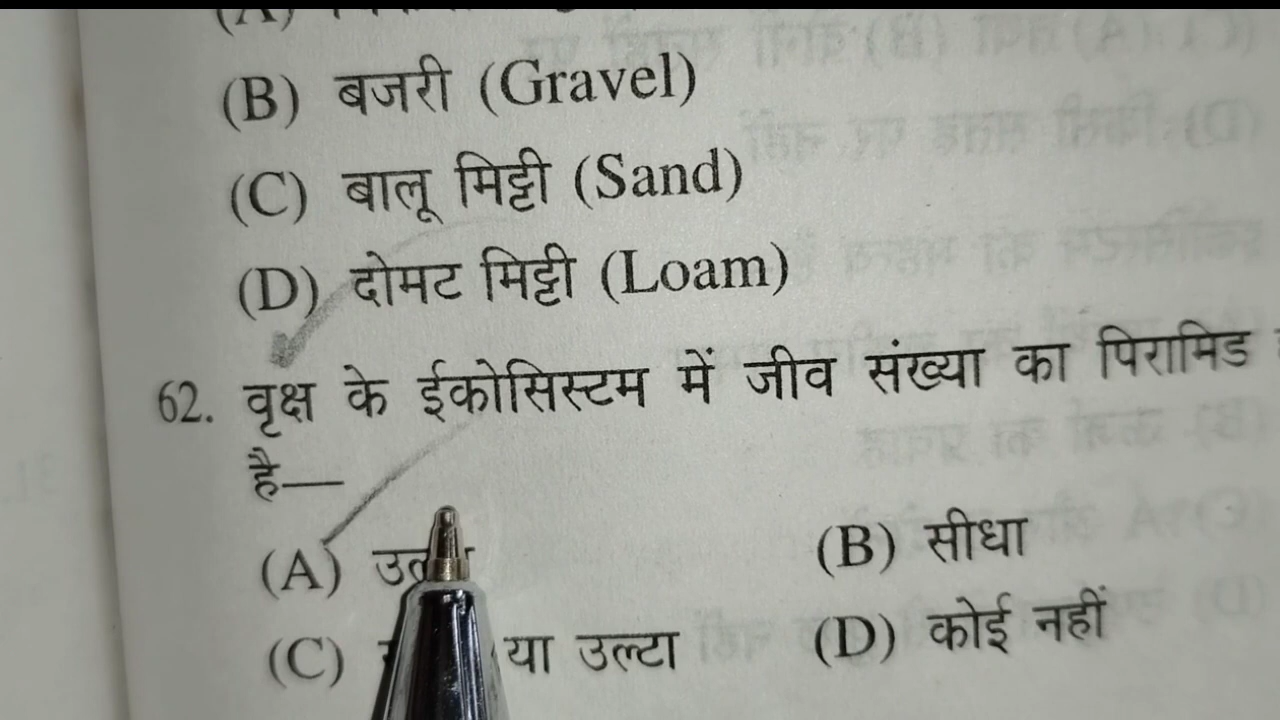 (B) बजरी (Gravel)
(C) बालू मिट्टी (Sand)
(D) दोमट मिट्टी (Loam)
62. वृक्ष के ईकोसिस्टम में जीव संख्या का पिरामिड
है—
(A)
(B) सीधा
(C) या उल्टा
(D) कोई नहीं